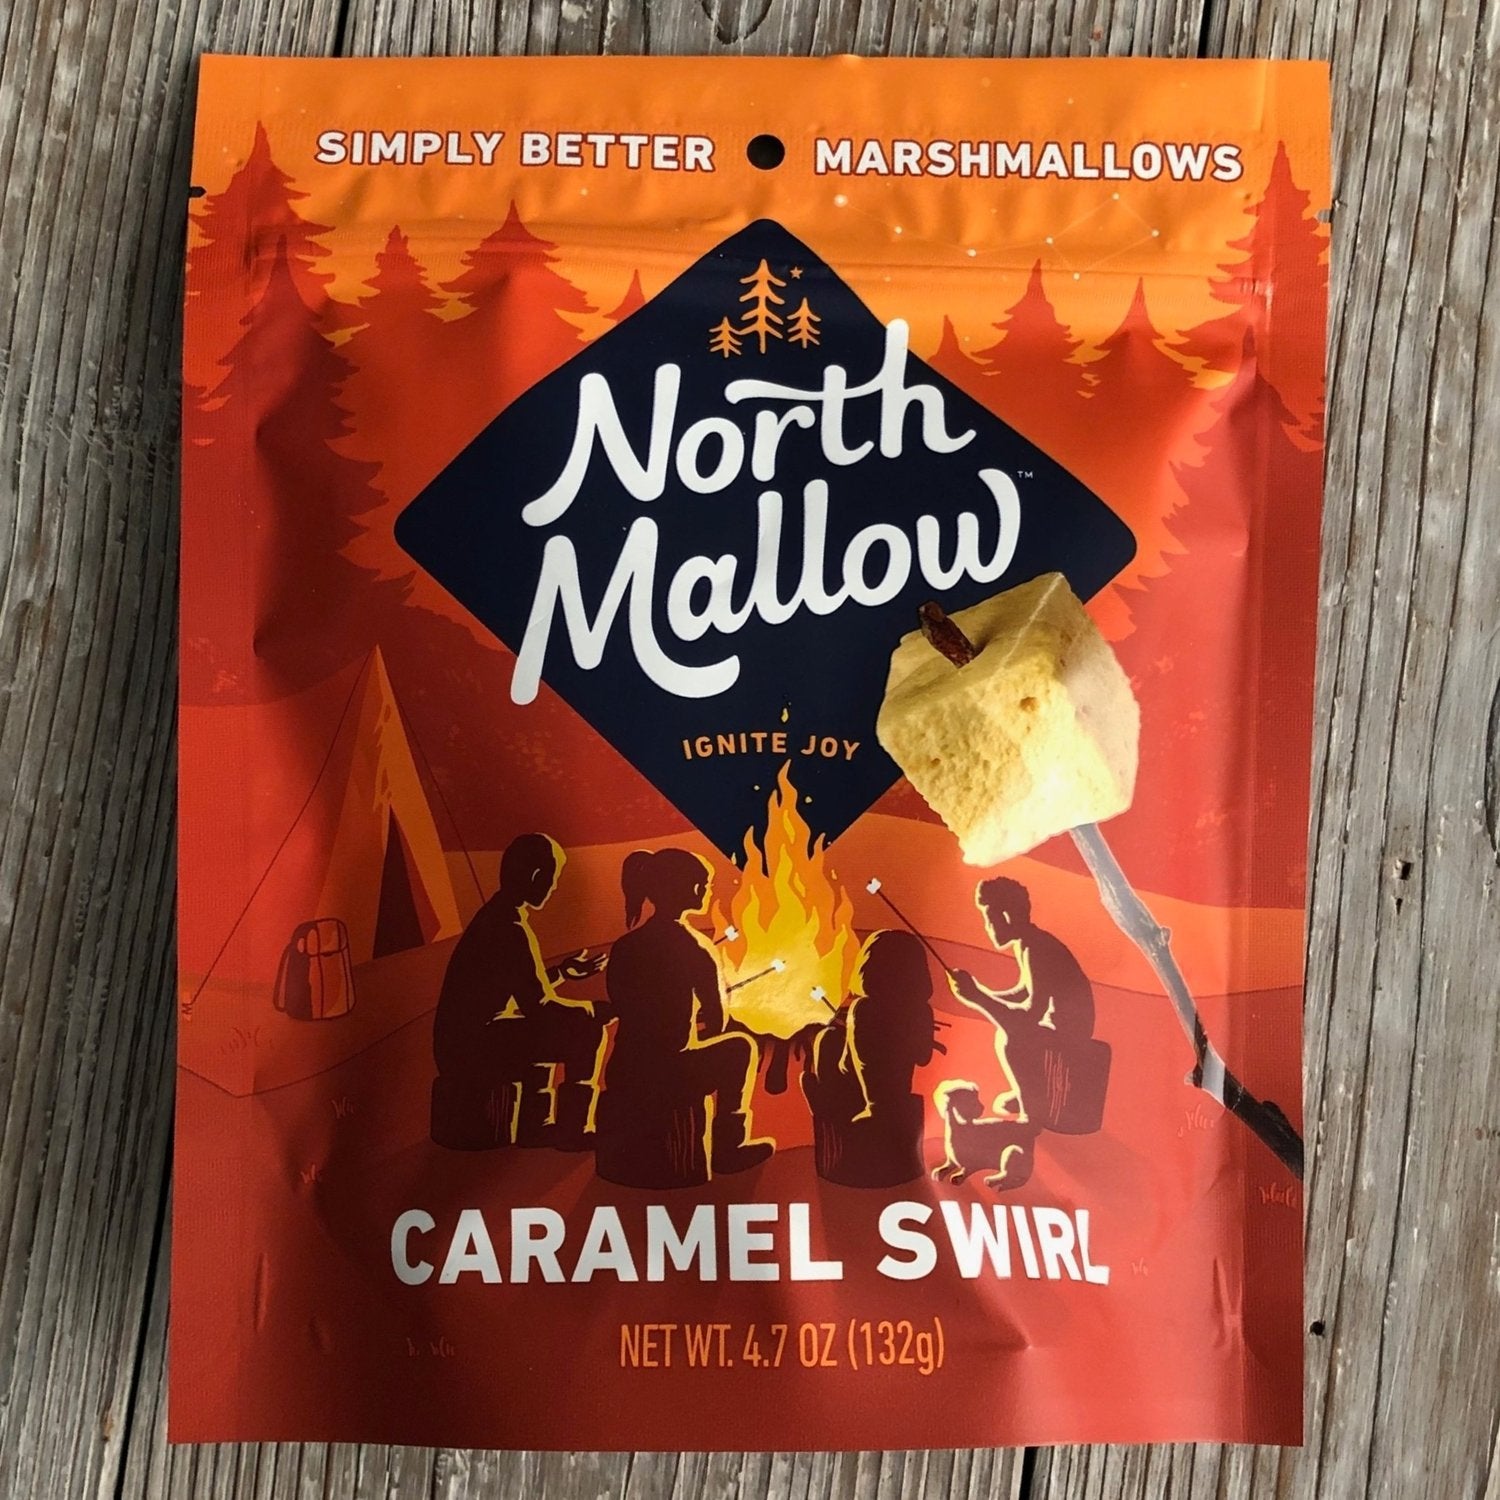 SIMPLY BETTER MARSHMALLOWS
North
Mallow™
IGNITE JOY
CARAMEL SWIRL
NET WT. 4.7 OZ (132g)